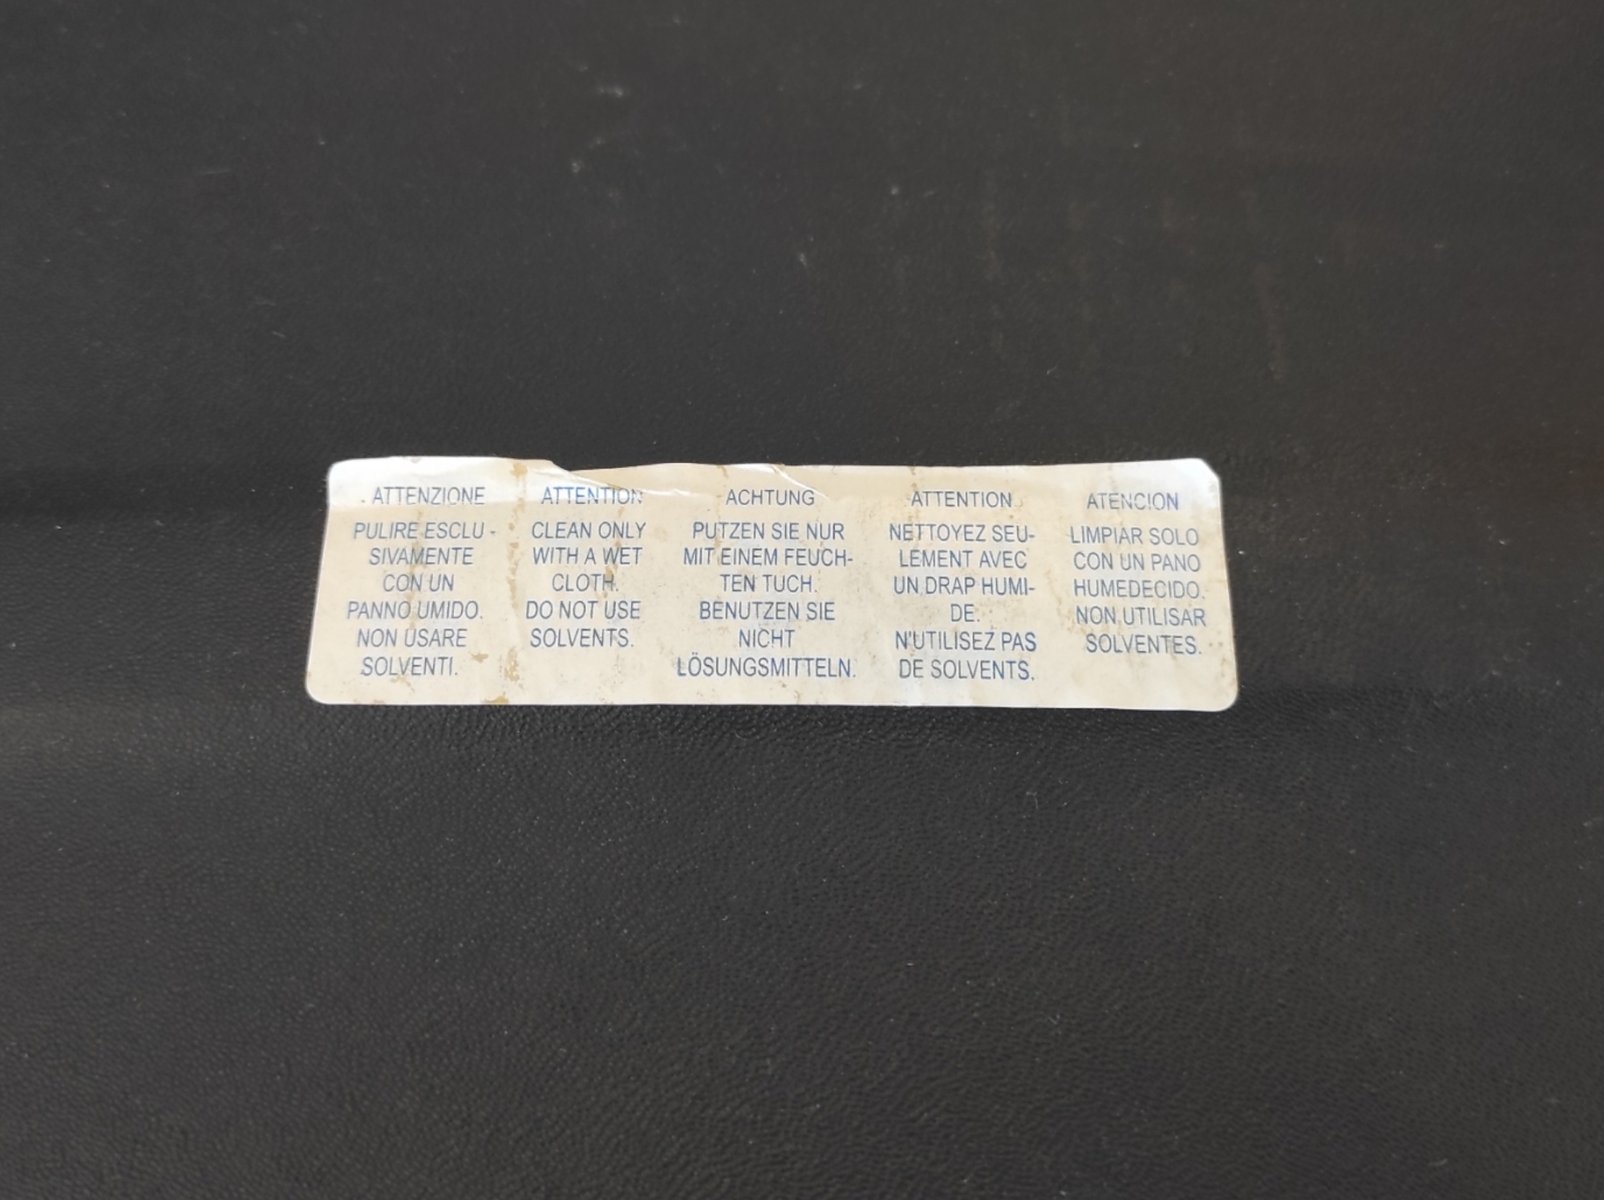 ATTENZIONE
PULIRE ESCLU -
SIVAMENTE
CON UN
PANNO UMIDO.
NON USARE
SOLVENTI.
ATTENTION
CLEAN ONLY
WITH A WET
CLOTH.
DO NOT USE
SOLVENTS.
ACHTUNG
PUTZEN SIE NUR
MIT EINEM FEUCH-
TEN TUCH.
BENUTZEN SIE
NICHT
LÖSUNGSMITTELN.
ATTENTION
NETTOYEZ SEU-
LEMENT AVEC
UN DRAP HUMI-
DE.
N'UTILISEZ PAS
DE SOLVENTS.
ATENCION
LIMPIAR SOLO
CON UN PANO
HUMEDECIDO.
NON UTILISAR
SOLVENTES.